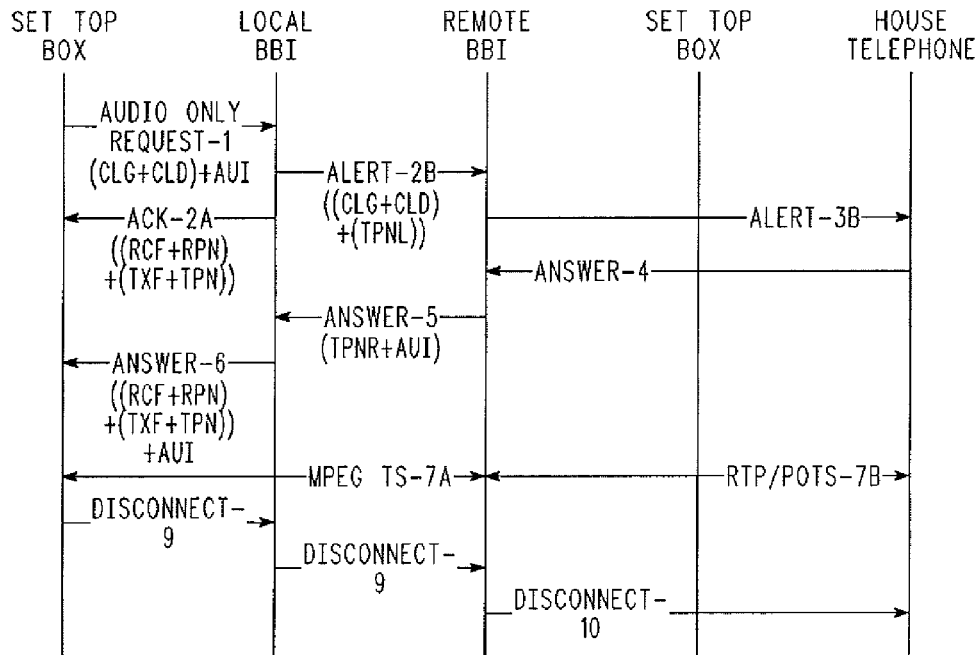 SET TOP BOX
LOCAL BBI
REMOTE BBI
SET TOP BOX
HOUSE TELEPHONE
AUDIO ONLY
REQUEST-1
(CLG+CLD)+AUI
ALERT-2B
((CLG+CLD)
+(TPNL))
ACK-2A
((RCF+RPN)
+(TXF+TPN))
ALERT-3B
ANSWER-4
ANSWER-5
(TPNR+AUI)
ANSWER-6
((RCF+RPN)
+(TXF+TPN))
+AUI
MPEG TS-7A
RTP/POTS-7B
DISCONNECT-
9
DISCONNECT-
9
DISCONNECT-
10